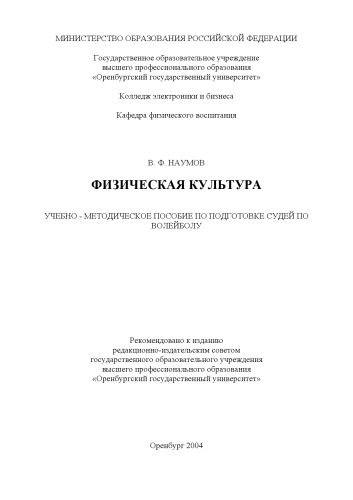 МИНИСТЕРСТВО ОБРАЗОВАНИЯ РОССИЙСКОЙ ФЕДЕРАЦИИ
Государственное образовательное учреждение
высшего профессионального образования
«Оренбургский государственный университет»
Колледж электроники и бизнеса
Кафедра физического воспитания
В. Ф. НАУМОВ
ФИЗИЧЕСКАЯ КУЛЬТУРА
УЧЕБНО - МЕТОДИЧЕСКОЕ ПОСОБИЕ ПО ПОДГОТОВКЕ СУДЕЙ ПО
ВОЛЕЙБОЛУ
Рекомендовано к изданию
редакционно-издательским советом
государственного образовательного учреждения
высшего профессионального образования
«Оренбургский государственный университет»
Оренбург 2004